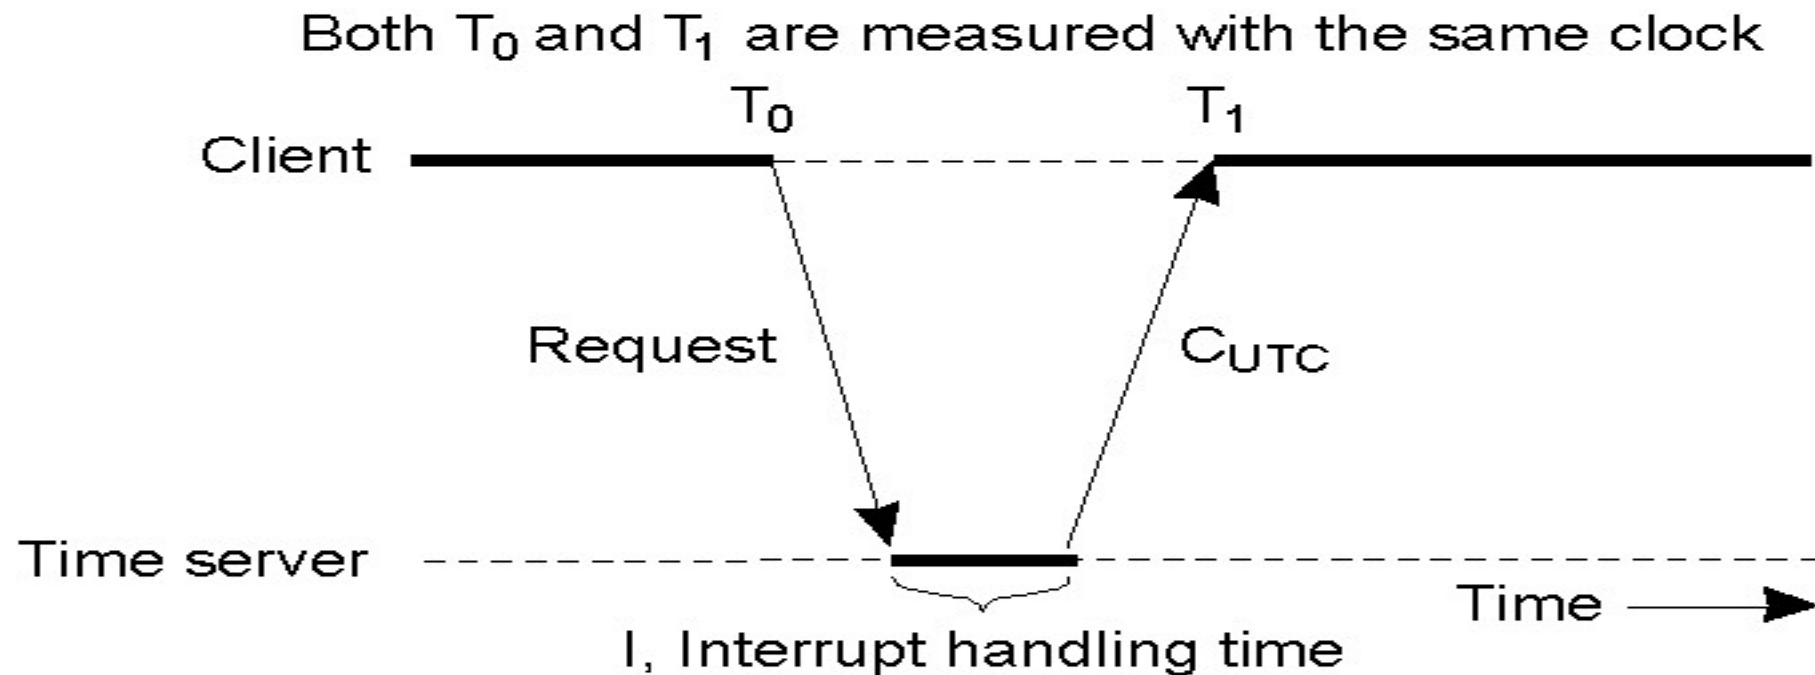 Both T₀ and T₁ are measured with the same clock
T₀
T₁
Client
Request
C_UTC
Time server
Time
I, Interrupt handling time